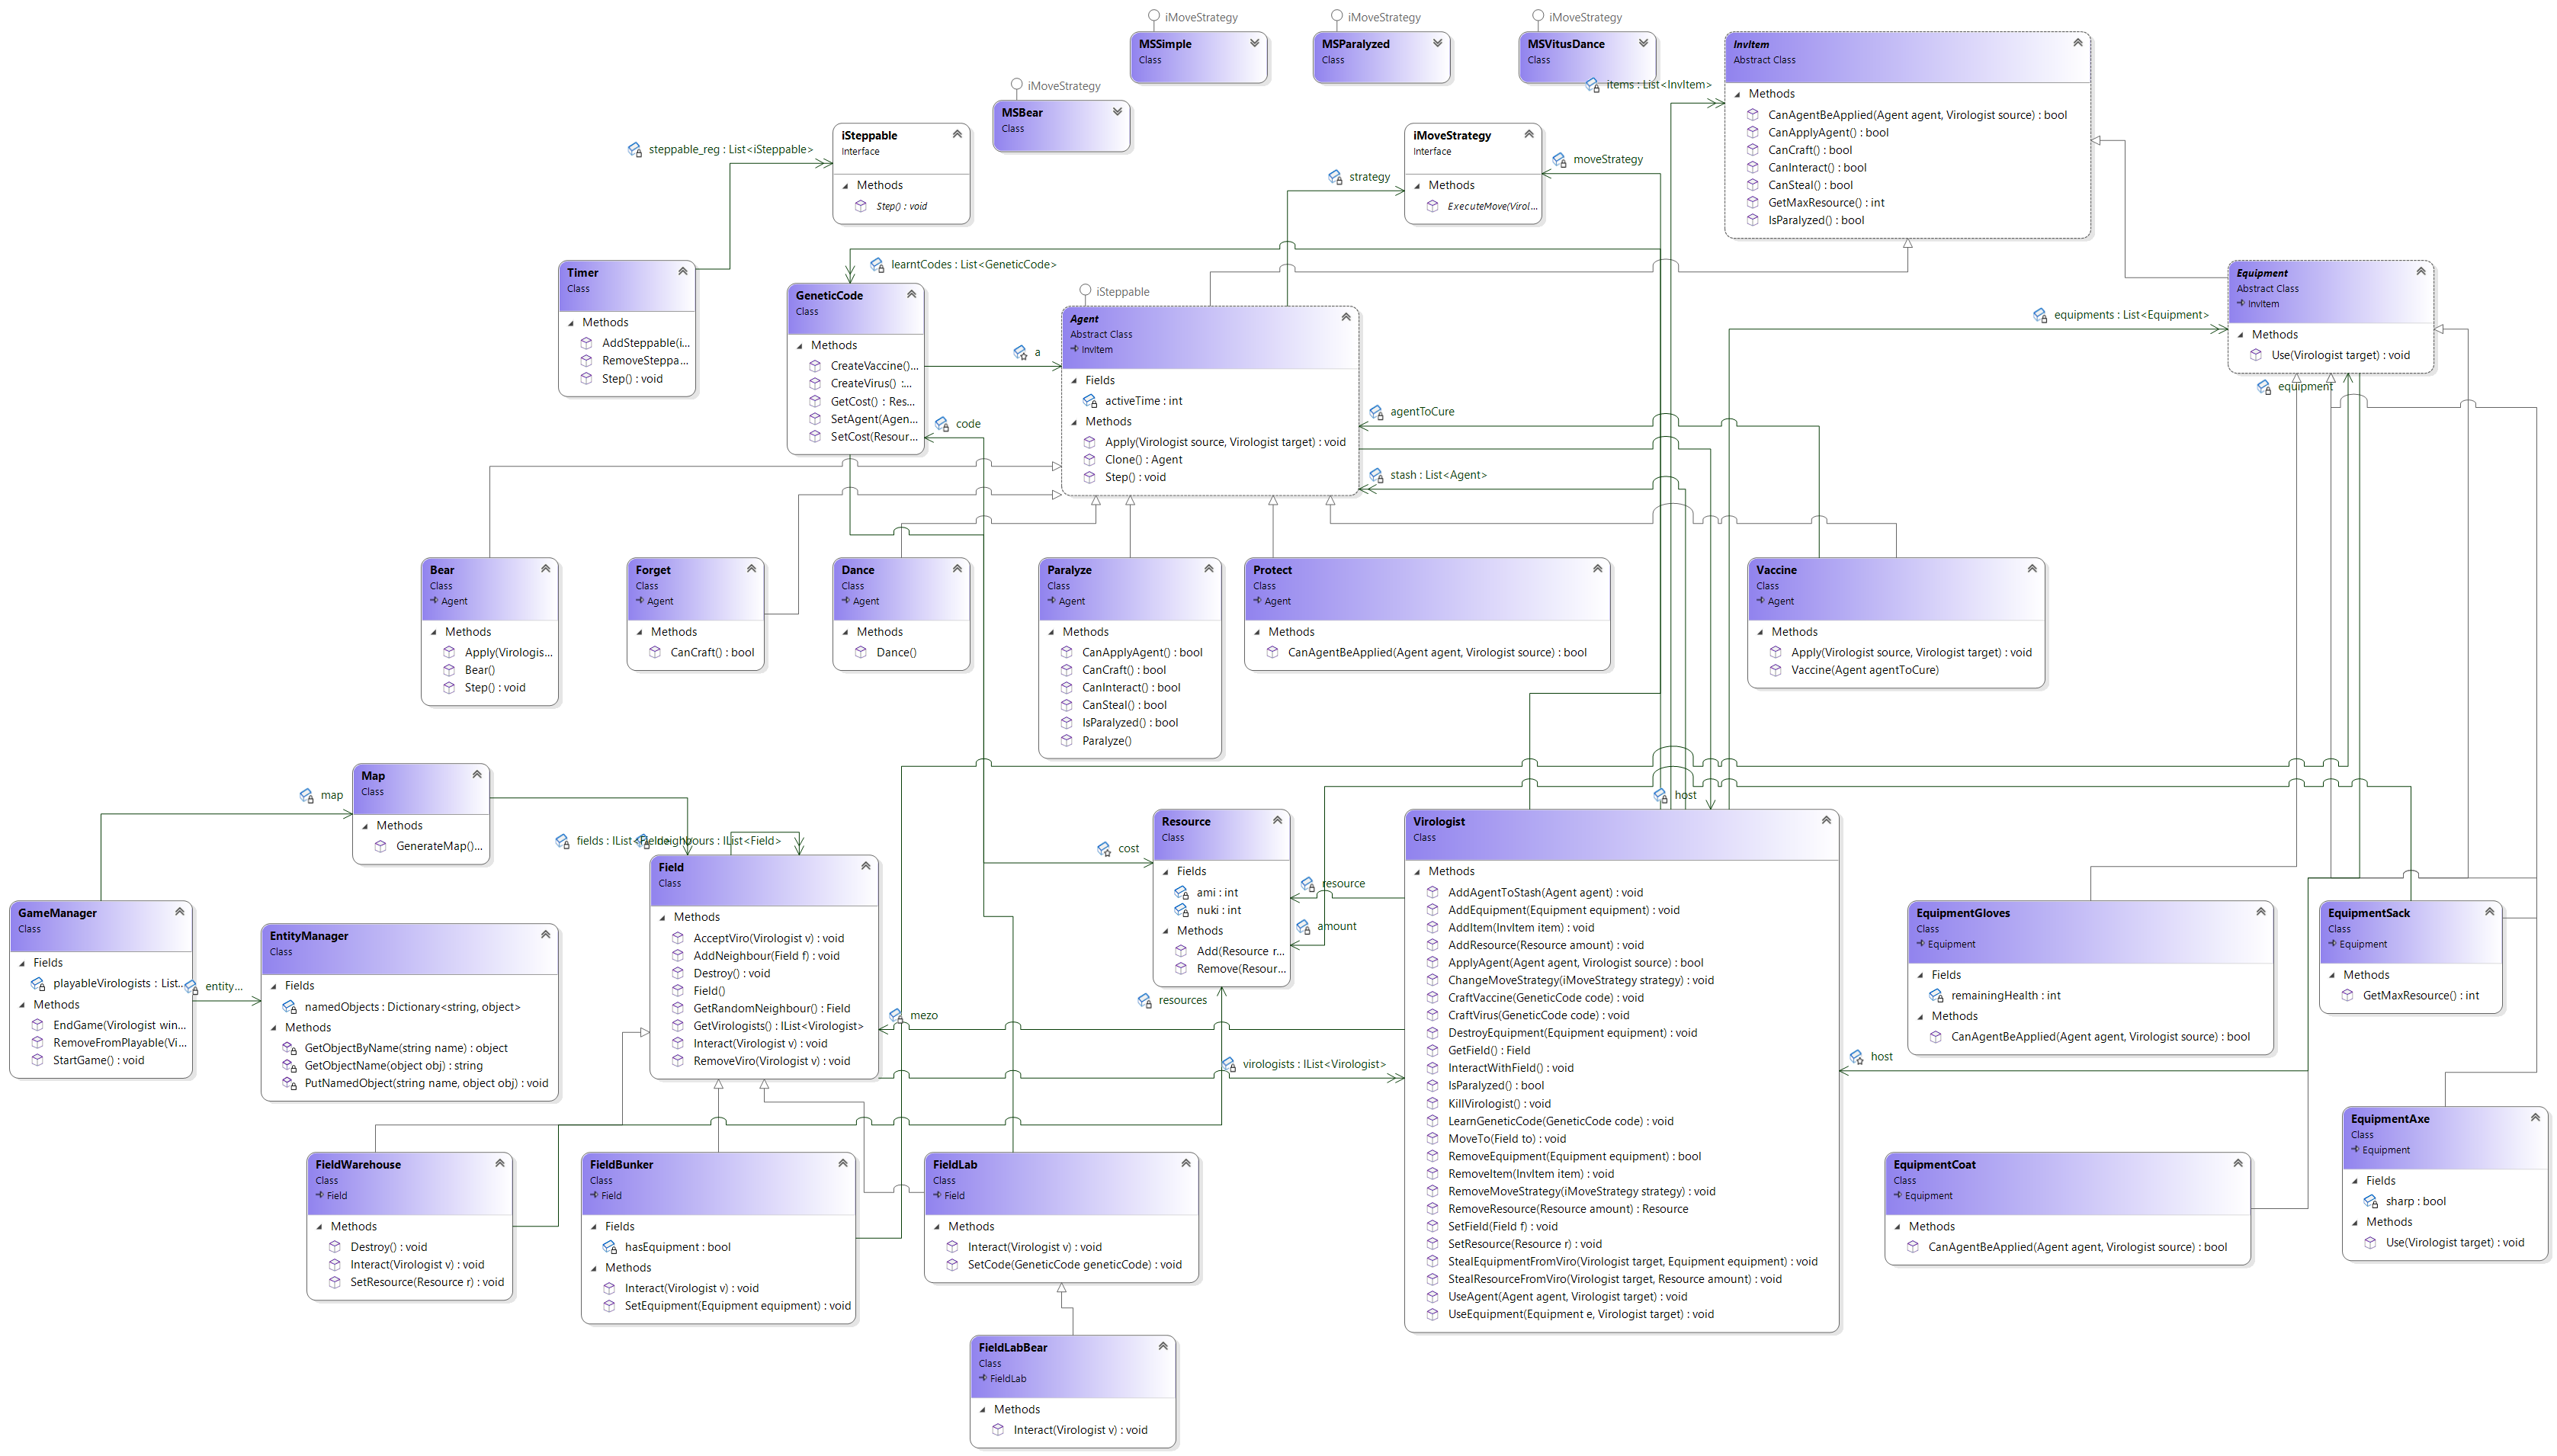 iMoveStrategy
MSSimple
Class
iMoveStrategy
MSParalyzed
Class
iMoveStrategy
MSVitusDance
Class
iMoveStrategy
MSBear
Class
InvItem
Abstract Class
Methods
CanAgentBeApplied(Agent agent, Virologist source) : bool
CanApplyAgent() : bool
CanCraft() : bool
CanInteract() : bool
CanSteal() : bool
GetMaxResource() : int
IsParalyzed() : bool
items : List<InvItem>
steppable_reg : List<iSteppable>
iSteppable
Interface
Methods
Step() : void
iMoveStrategy
Interface
Methods
ExecuteMove(Virol...
strategy
moveStrategy
Timer
Class
Methods
AddSteppable(i...
RemoveSteppa...
Step() : void
learntCodes : List<GeneticCode>
GeneticCode
Class
Methods
CreateVaccine()...
CreateVirus() :...
GetCost() : Res...
SetAgent(Agen...
SetCost(Resour...
a
code
iSteppable
Agent
Abstract Class
InvItem
Fields
activeTime : int
Methods
Apply(Virologist source, Virologist target) : void
Clone() : Agent
Step() : void
agentToCure
stash : List<Agent>
equipments : List<Equipment>
Equipment
Abstract Class
InvItem
Methods
Use(Virologist target) : void
equipment
Bear
Class
Agent
Methods
Apply(Virologis...
Bear()
Step() : void
Forget
Class
Agent
Methods
CanCraft() : bool
Dance
Class
Agent
Methods
Dance()
Paralyze
Class
Agent
Methods
CanApplyAgent() : bool
CanCraft() : bool
CanInteract() : bool
CanSteal() : bool
IsParalyzed() : bool
Paralyze()
Protect
Class
Agent
Methods
CanAgentBeApplied(Agent agent, Virologist source) : bool
Vaccine
Class
Agent
Methods
Apply(Virologist source, Virologist target) : void
Vaccine(Agent agentToCure)
map
Map
Class
Methods
GenerateMap()...
fields : IList<Field>
neighbours : IList<Field>
Field
Class
Methods
AcceptViro(Virologist v) : void
AddNeighbour(Field f) : void
Destroy() : void
Field()
GetRandomNeighbour() : Field
GetVirologists() : IList<Virologist>
Interact(Virologist v) : void
RemoveViro(Virologist v) : void
mezo
GameManager
Class
Fields
playableVirologists : List...
Methods
EndGame(Virologist win...
RemoveFromPlayable(Vi...
StartGame() : void
entity...
EntityManager
Class
Fields
namedObjects : Dictionary<string, object>
Methods
GetObjectByName(string name) : object
GetObjectName(object obj) : string
PutNamedObject(string name, object obj) : void
cost
Resource
Class
Fields
ami : int
nuki : int
Methods
Add(Resource r...
Remove(Resour...
resource
amount
resources
virologists : IList<Virologist>
host
Virologist
Class
Methods
AddAgentToStash(Agent agent) : void
AddEquipment(Equipment equipment) : void
AddItem(InvItem item) : void
AddResource(Resource amount) : void
ApplyAgent(Agent agent, Virologist source) : bool
ChangeMoveStrategy(iMoveStrategy strategy) : void
CraftVaccine(GeneticCode code) : void
CraftVirus(GeneticCode code) : void
DestroyEquipment(Equipment equipment) : void
GetField() : Field
InteractWithField() : void
IsParalyzed() : bool
KillVirologist() : void
LearnGeneticCode(GeneticCode code) : void
MoveTo(Field to) : void
RemoveEquipment(Equipment equipment) : bool
RemoveItem(InvItem item) : void
RemoveMoveStrategy(iMoveStrategy strategy) : void
RemoveResource(Resource amount) : Resource
SetField(Field f) : void
SetResource(Resource r) : void
StealEquipmentFromViro(Virologist target, Equipment equipment) : void
StealResourceFromViro(Virologist target, Resource amount) : void
UseAgent(Agent agent, Virologist target) : void
UseEquipment(Equipment e, Virologist target) : void
host
EquipmentGloves
Class
Equipment
Fields
remainingHealth : int
Methods
CanAgentBeApplied(Agent agent, Virologist source) : bool
EquipmentSack
Class
Equipment
Methods
GetMaxResource() : int
EquipmentAxe
Class
Equipment
Fields
sharp : bool
Methods
Use(Virologist target) : void
EquipmentCoat
Class
Equipment
Methods
CanAgentBeApplied(Agent agent, Virologist source) : bool
FieldWarehouse
Class
Field
Methods
Destroy() : void
Interact(Virologist v) : void
SetResource(Resource r) : void
FieldBunker
Class
Field
Fields
hasEquipment : bool
Methods
Interact(Virologist v) : void
SetEquipment(Equipment equipment) : void
FieldLab
Class
Field
Methods
Interact(Virologist v) : void
SetCode(GeneticCode geneticCode) : void
FieldLabBear
Class
FieldLab
Methods
Interact(Virologist v) : void